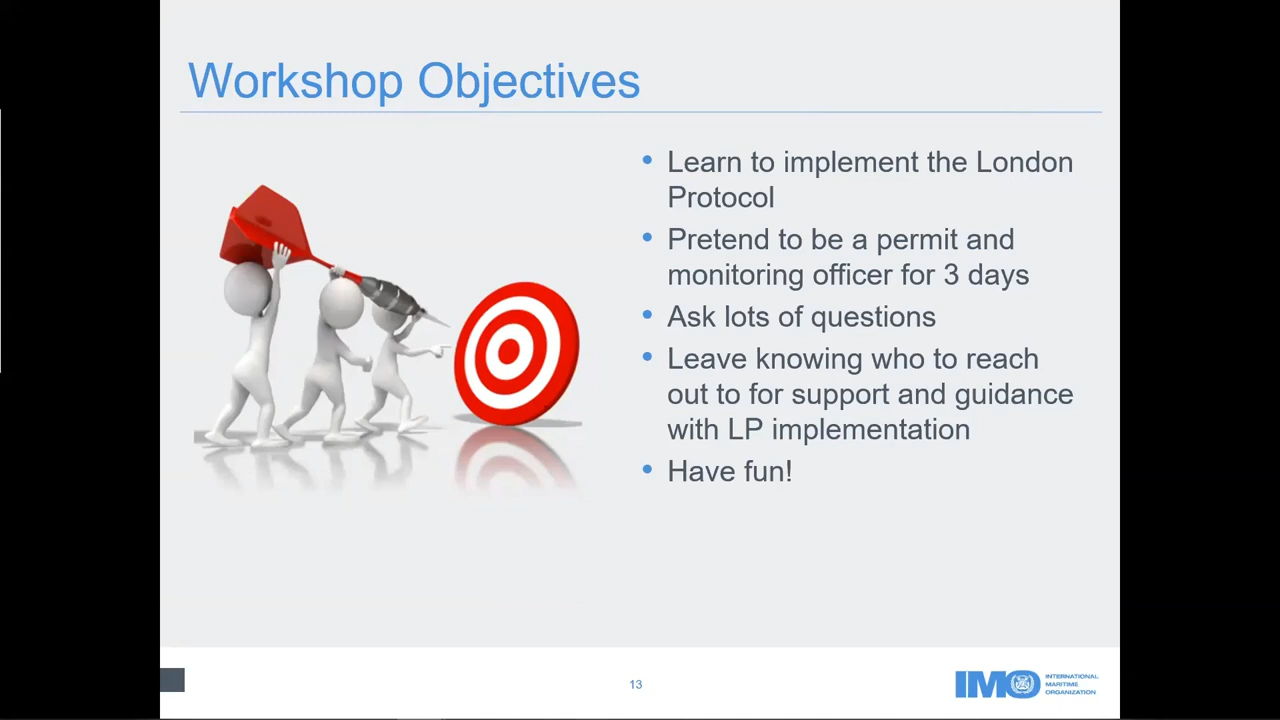 Workshop Objectives
• Learn to implement the London
Protocol
• Pretend to be a permit and
monitoring officer for 3 days
• Ask lots of questions
• Leave knowing who to reach
out to for support and guidance
with LP implementation
• Have fun!
13
IMO
INTERNATIONAL
MARITIME
ORGANIZATION